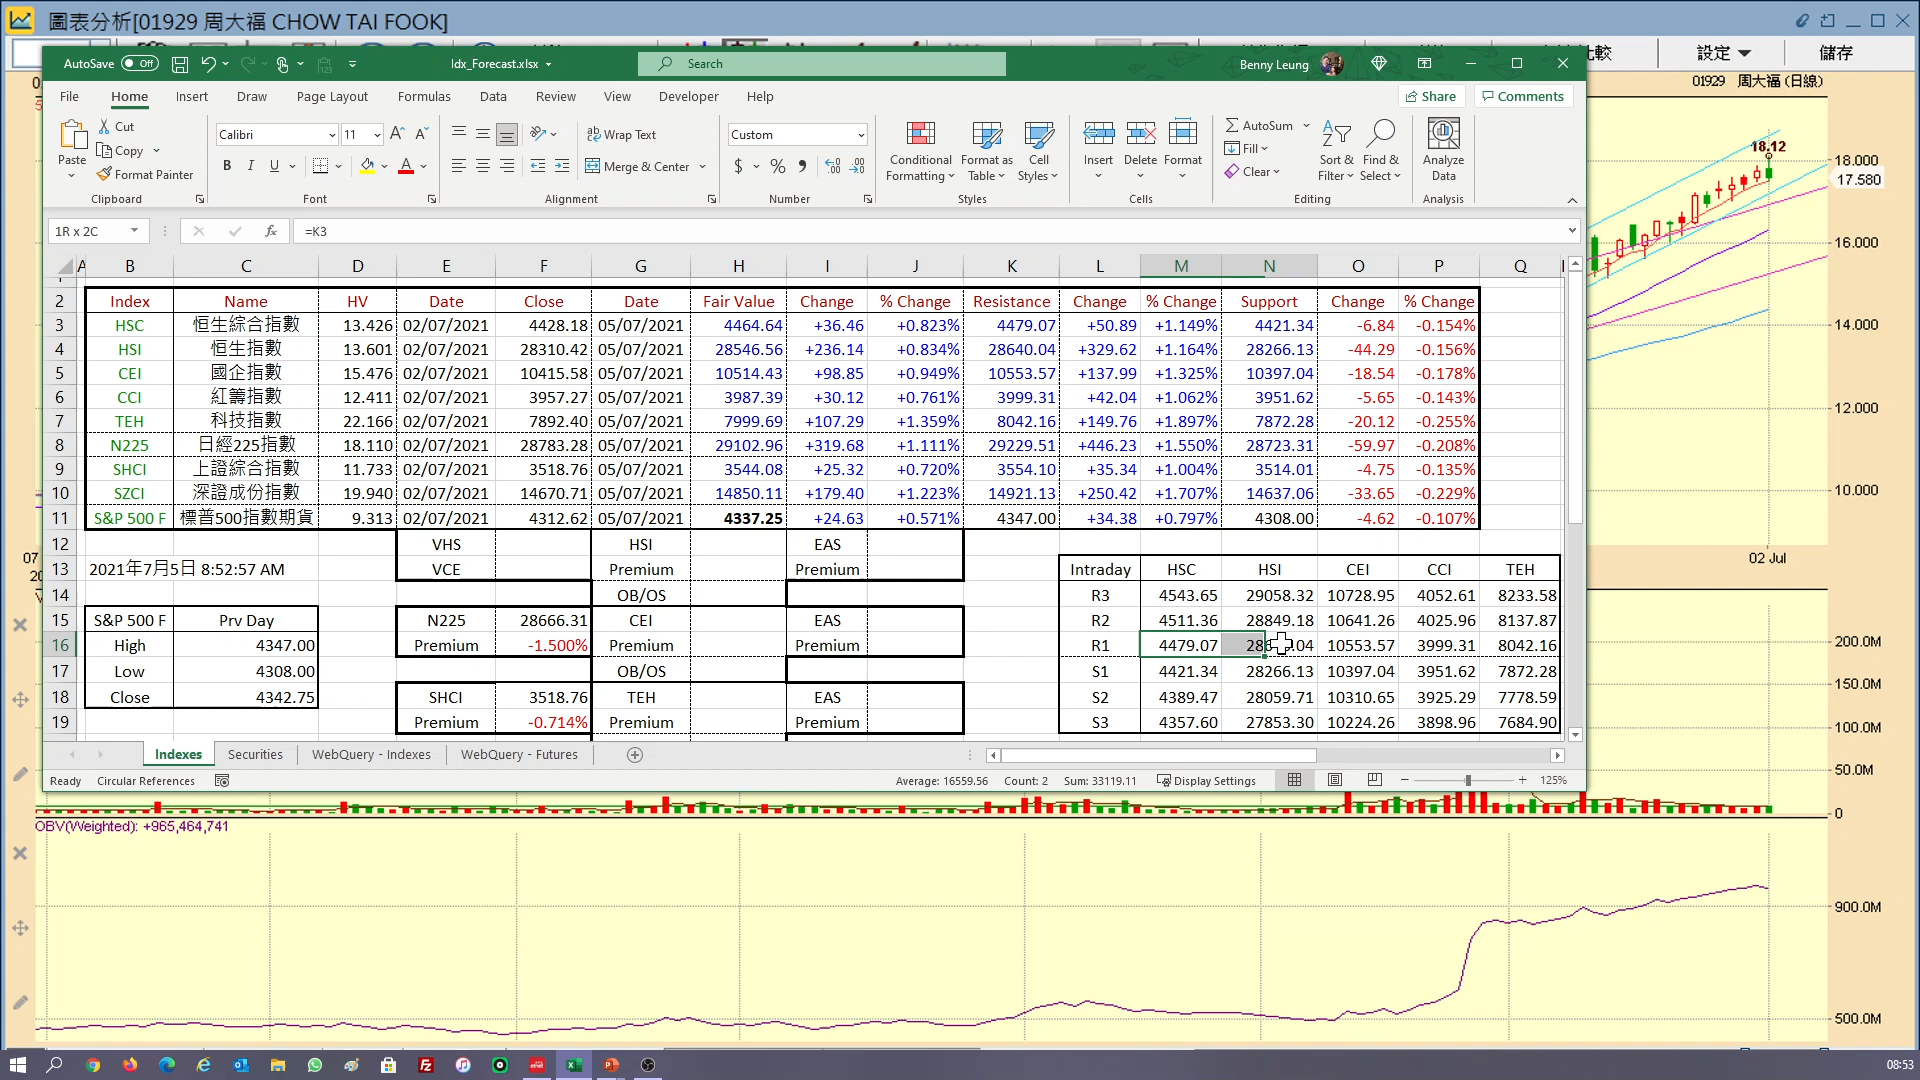 圖表分析[01929 周大福 CHOW TAI FOOK]
比較 設定 儲存
AutoSave Off Idx_Forecast.xlsx Search Benny Leung
File Home Insert Draw Page Layout Formulas Data Review View Developer Help Share Comments
Paste Cut Copy Format Painter Clipboard
Calibri 11 B I U A Font
Wrap Text Merge & Center Alignment
Custom $ % Number
Conditional Formatting Format as Table Cell Styles Styles
Insert Delete Format Cells
AutoSum Fill Clear Sort & Filter Find & Select Editing
Analyze Data Analysis
1R x 2C fx =K3
A B C D E F G H I J K L M N O P Q
2 Index Name HV Date Close Date Fair Value Change % Change Resistance Change % Change Support Change % Change
3 HSC 恒生綜合指數 13.426 02/07/2021 4428.18 05/07/2021 4464.64 +36.46 +0.823% 4479.07 +50.89 +1.149% 4421.34 -6.84 -0.154%
4 HSI 恒生指數 13.601 02/07/2021 28310.42 05/07/2021 28546.56 +236.14 +0.834% 28640.04 +329.62 +1.164% 28266.13 -44.29 -0.156%
5 CEI 國企指數 15.476 02/07/2021 10415.58 05/07/2021 10514.43 +98.85 +0.949% 10553.57 +137.99 +1.325% 10397.04 -18.54 -0.178%
6 CCI 紅籌指數 12.411 02/07/2021 3957.27 05/07/2021 3987.39 +30.12 +0.761% 3999.31 +42.04 +1.062% 3951.62 -5.65 -0.143%
7 TEH 科技指數 22.166 02/07/2021 7892.40 05/07/2021 7999.69 +107.29 +1.359% 8042.16 +149.76 +1.897% 7872.28 -20.12 -0.255%
8 N225 日經225指數 18.110 02/07/2021 28783.28 05/07/2021 29102.96 +319.68 +1.111% 29229.51 +446.23 +1.550% 28723.31 -59.97 -0.208%
9 SHCI 上證綜合指數 11.733 02/07/2021 3518.76 05/07/2021 3544.08 +25.32 +0.720% 3554.10 +35.34 +1.004% 3514.01 -4.75 -0.135%
10 SZCI 深證成份指數 19.940 02/07/2021 14670.71 05/07/2021 14850.11 +179.40 +1.223% 14921.13 +250.42 +1.707% 14637.06 -33.65 -0.229%
11 S&P 500 F 標普500指數期貨 9.313 02/07/2021 4312.62 05/07/2021 4337.25 +24.63 +0.571% 4347.00 +34.38 +0.797% 4308.00 -4.62 -0.107%
12 VHS HSI EAS
13 2021年7月5日 8:52:57 AM VCE Premium Premium Intraday HSC HSI CEI CCI TEH
14 OB/OS R3 4543.65 29058.32 10728.95 4052.61 8233.58
15 S&P 500 F Prv Day N225 28666.31 CEI EAS R2 4511.36 28849.18 10641.26 4025.96 8137.87
16 High 4347.00 Premium -1.500% Premium Premium R1 4479.07 10553.57 3999.31 8042.16
17 Low 4308.00 OB/OS S1 4421.34 28266.13 10397.04 3951.62 7872.28
18 Close 4342.75 SHCI 3518.76 TEH EAS S2 4389.47 28059.71 10310.65 3925.29 7778.59
19 Premium -0.714% Premium Premium S3 4357.60 27853.30 10224.26 3898.96 7684.90
Indexes Securities WebQuery - Indexes WebQuery - Futures
Ready Circular References Average: 16559.56 Count: 2 Sum: 33119.11 Display Settings 125%
01929 周大福 (日線)
18.12
18.000
17.580
16.000
14.000
12.000
10.000
07
02 Jul
200.0M
150.0M
100.0M
50.0M
0
OBV(Weighted): +965,464,741
900.0M
500.0M
08:53